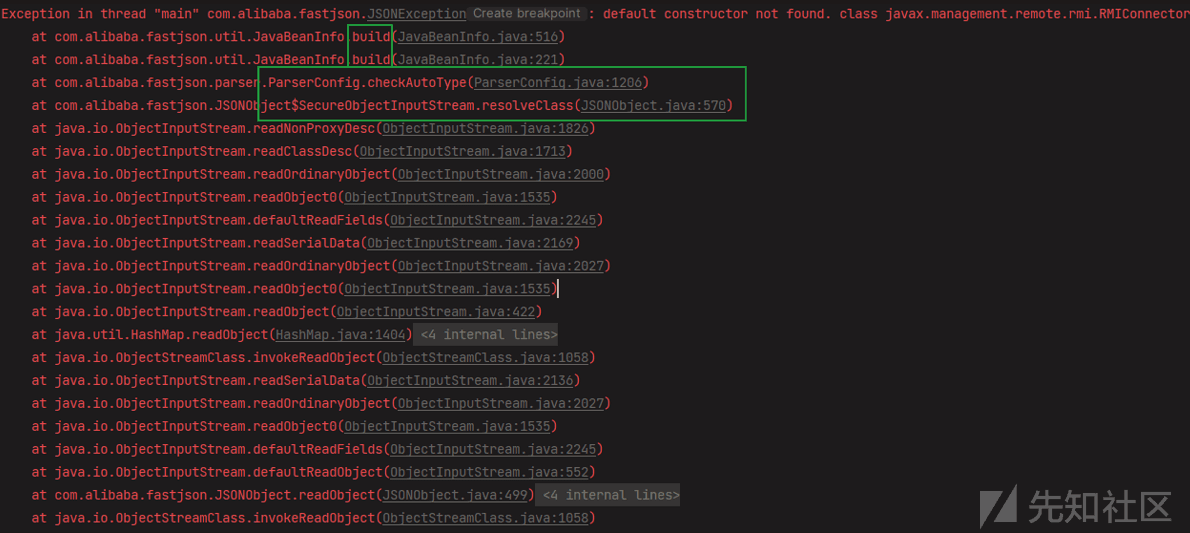 Exception in thread "main" com.alibaba.fastjson.JSONException Create breakpoint : default constructor not found. class javax.management.remote.rmi.RMIConnector
at com.alibaba.fastjson.util.JavaBeanInfo.build(JavaBeanInfo.java:516)
at com.alibaba.fastjson.util.JavaBeanInfo.build(JavaBeanInfo.java:221)
at com.alibaba.fastjson.parser.ParserConfig.checkAutoType(ParserConfig.java:1206)
at com.alibaba.fastjson.JSONObject$SecureObjectInputStream.resolveClass(JSONObject.java:570)
at java.io.ObjectInputStream.readNonProxyDesc(ObjectInputStream.java:1826)
at java.io.ObjectInputStream.readClassDesc(ObjectInputStream.java:1713)
at java.io.ObjectInputStream.readOrdinaryObject(ObjectInputStream.java:2000)
at java.io.ObjectInputStream.readObject0(ObjectInputStream.java:1535)
at java.io.ObjectInputStream.defaultReadFields(ObjectInputStream.java:2245)
at java.io.ObjectInputStream.readSerialData(ObjectInputStream.java:2169)
at java.io.ObjectInputStream.readOrdinaryObject(ObjectInputStream.java:2027)
at java.io.ObjectInputStream.readObject0(ObjectInputStream.java:1535)
at java.io.ObjectInputStream.readObject(ObjectInputStream.java:422)
at java.util.HashMap.readObject(HashMap.java:1404) <4 internal lines>
at java.io.ObjectStreamClass.invokeReadObject(ObjectStreamClass.java:1058)
at java.io.ObjectInputStream.readSerialData(ObjectInputStream.java:2136)
at java.io.ObjectInputStream.readOrdinaryObject(ObjectInputStream.java:2027)
at java.io.ObjectInputStream.readObject0(ObjectInputStream.java:1535)
at java.io.ObjectInputStream.defaultReadFields(ObjectInputStream.java:2245)
at java.io.ObjectInputStream.defaultReadObject(ObjectInputStream.java:552)
at com.alibaba.fastjson.JSONObject.readObject(JSONObject.java:499) <4 internal lines>
at java.io.ObjectStreamClass.invokeReadObject(ObjectStreamClass.java:1058)
先知社区